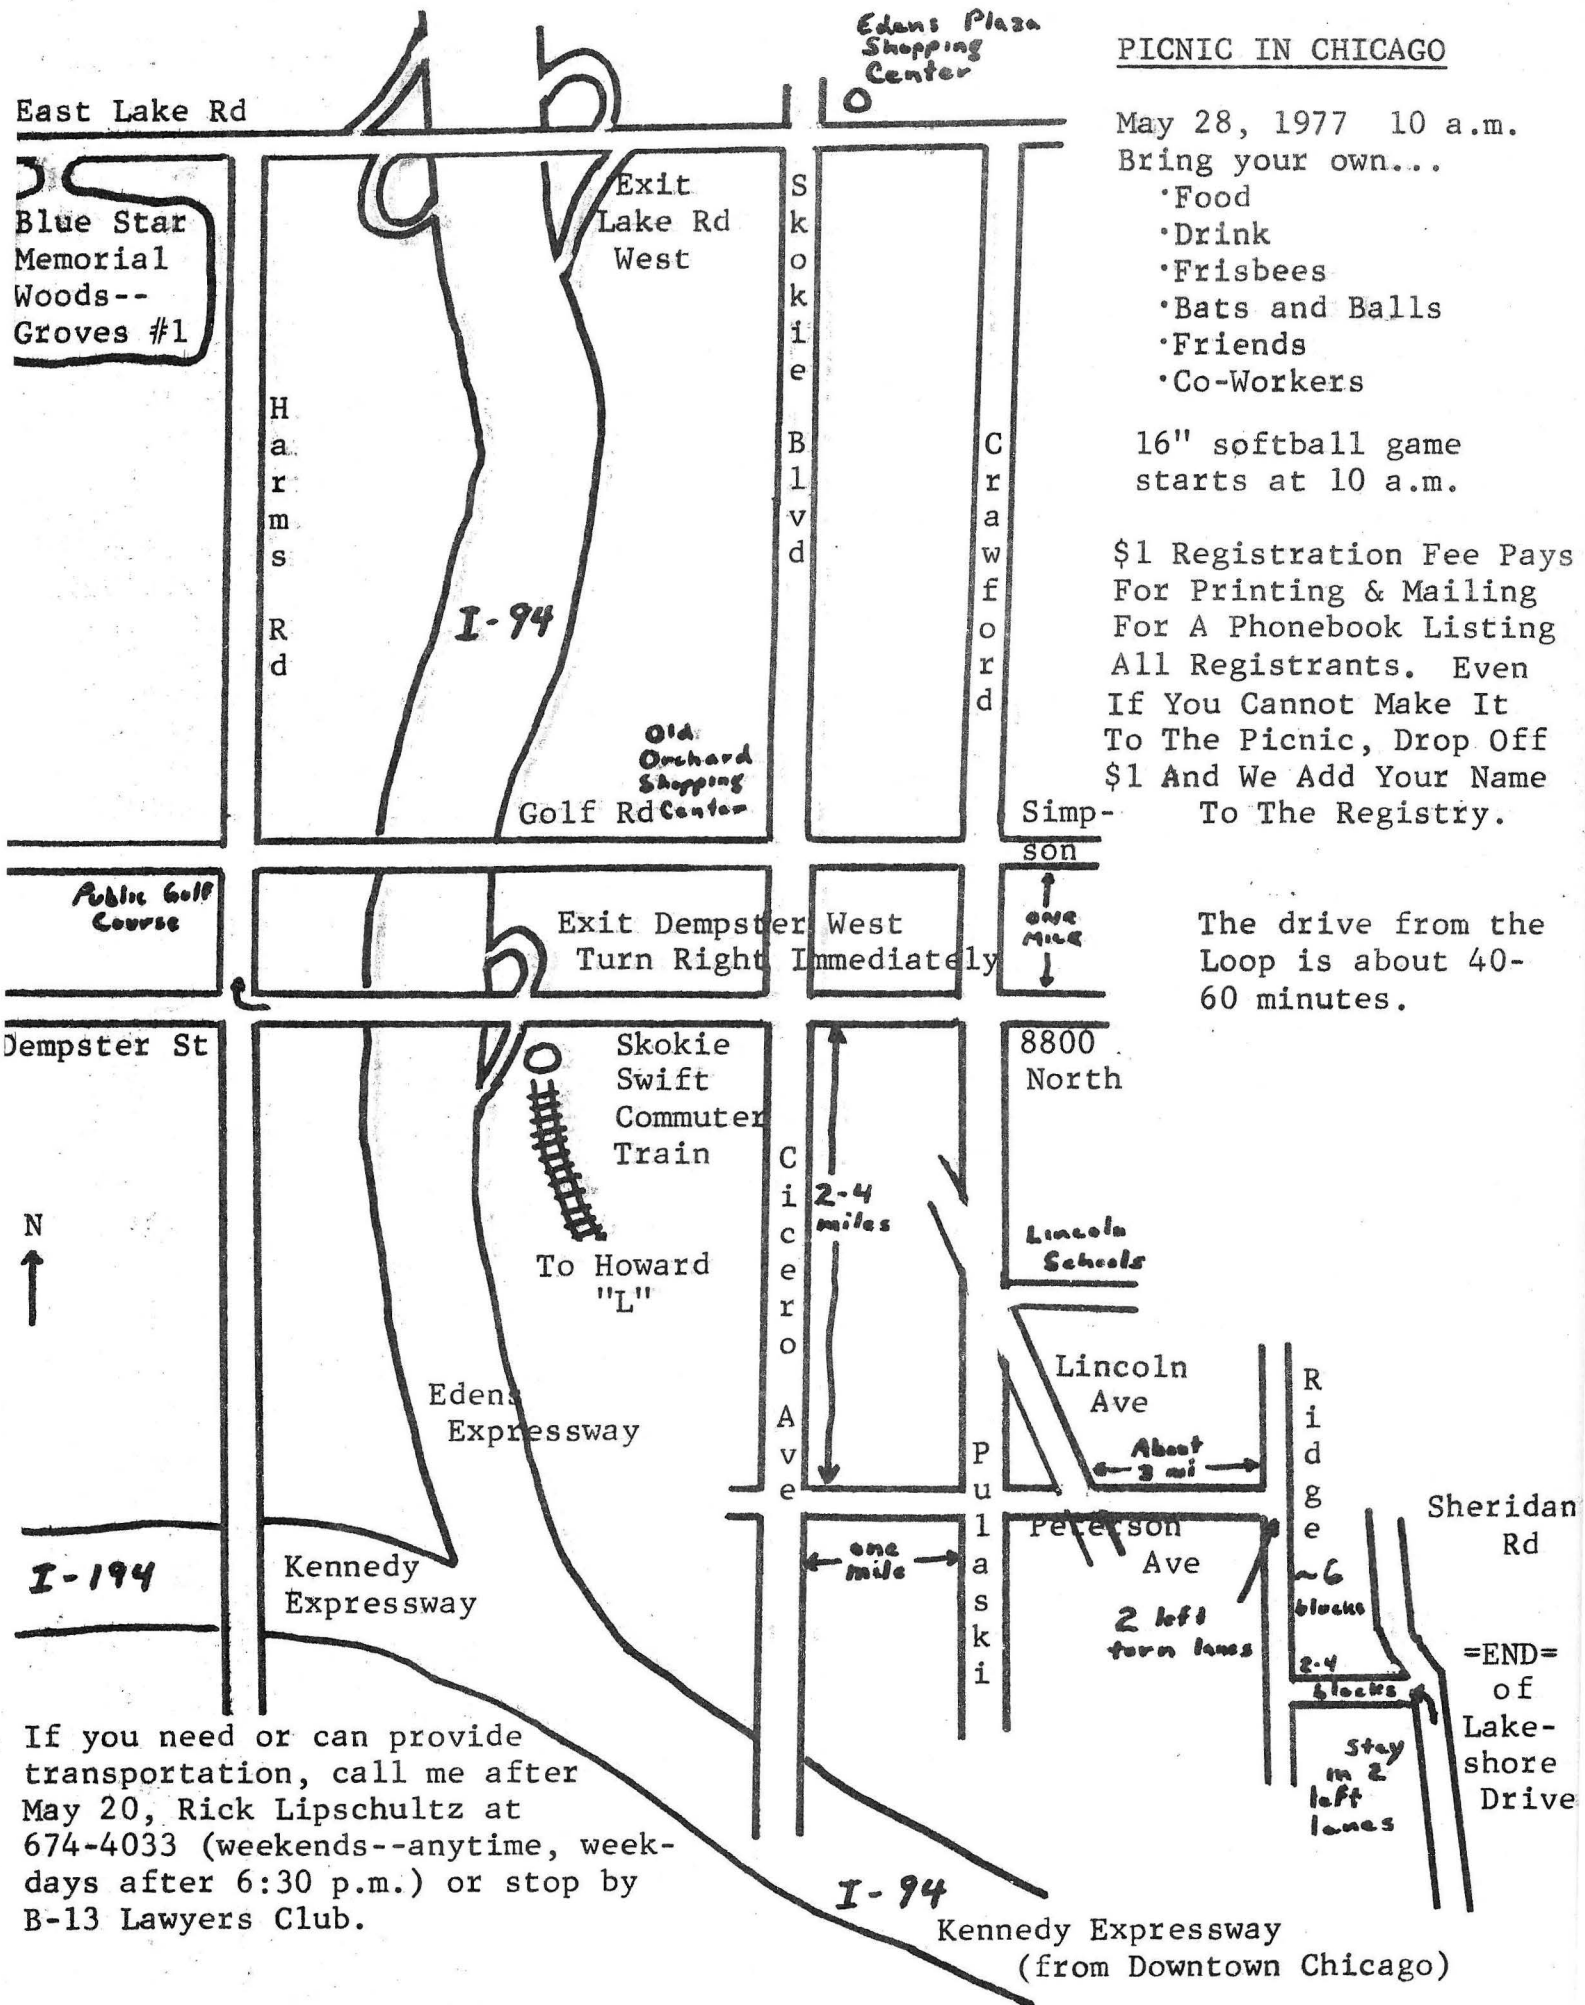 Edens Plaza
Shopping
Center
PICNIC IN CHICAGO
East Lake Rd
May 28, 1977  10 a.m.
Bring your own...
·Food
·Drink
·Frisbees
·Bats and Balls
·Friends
·Co-Workers
16" softball game
starts at 10 a.m.
$1 Registration Fee Pays
For Printing & Mailing
For A Phonebook Listing
All Registrants.  Even
If You Cannot Make It
To The Picnic, Drop Off
$1 And We Add Your Name
To The Registry.
The drive from the
Loop is about 40-
60 minutes.
Blue Star
Memorial
Woods--
Groves #1
Exit
Lake Rd
West
Skokie Blvd
Harms Rd
Crawford
I-94
Old
Orchard
Shopping
Center
Golf Rd
Simp-
son
Public Golf
Course
Exit Dempster West
Turn Right Immediately
one
mile
Dempster St
Skokie
Swift
Commuter
Train
8800
North
Cicero Ave
2-4
miles
N
To Howard
"L"
Lincoln
Schools
Lincoln
Ave
Ridge
Edens
Expressway
About
3 mi
Pulaski
Peterson
Ave
Sheridan
Rd
I-194
Kennedy
Expressway
one
mile
~6
blocks
2 left
turn lanes
2-4
blocks
=END=
of
Lake-
shore
Drive
Stay
in 2
left
lanes
If you need or can provide
transportation, call me after
May 20, Rick Lipschultz at
674-4033 (weekends--anytime, week-
days after 6:30 p.m.) or stop by
B-13 Lawyers Club.
I-94
Kennedy Expressway
(from Downtown Chicago)